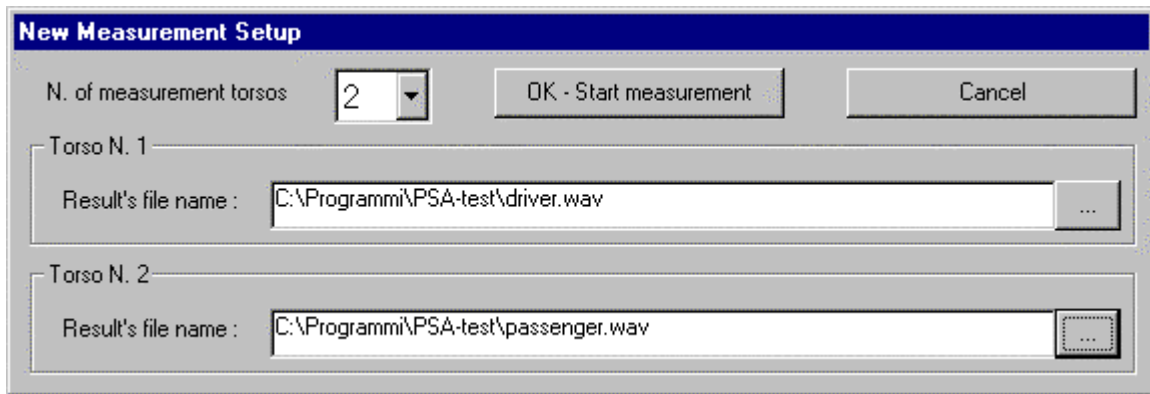 New Measurement Setup
N. of measurement torsos 2 OK - Start measurement Cancel
Torso N. 1
Result's file name : C:\Programmi\PSA-test\driver.wav ...
Torso N. 2
Result's file name : C:\Programmi\PSA-test\passenger.wav ...